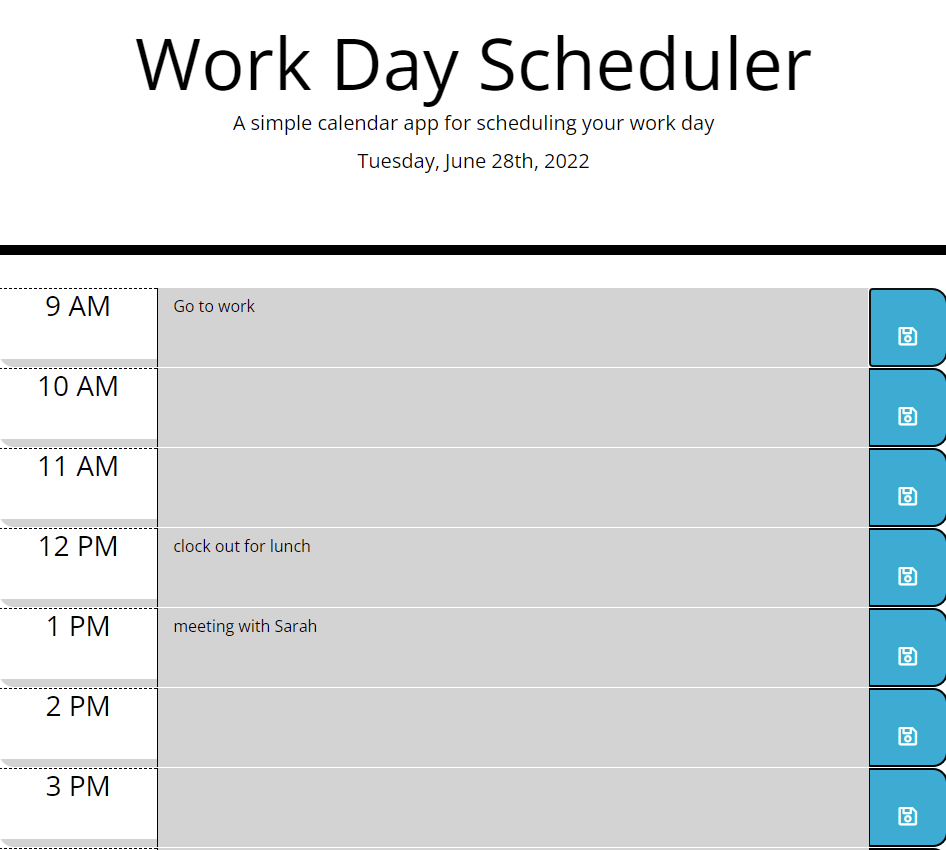 Work Day Scheduler
A simple calendar app for scheduling your work day
Tuesday, June 28th, 2022
9 AM
Go to work
10 AM
11 AM
12 PM
clock out for lunch
1 PM
meeting with Sarah
2 PM
3 PM